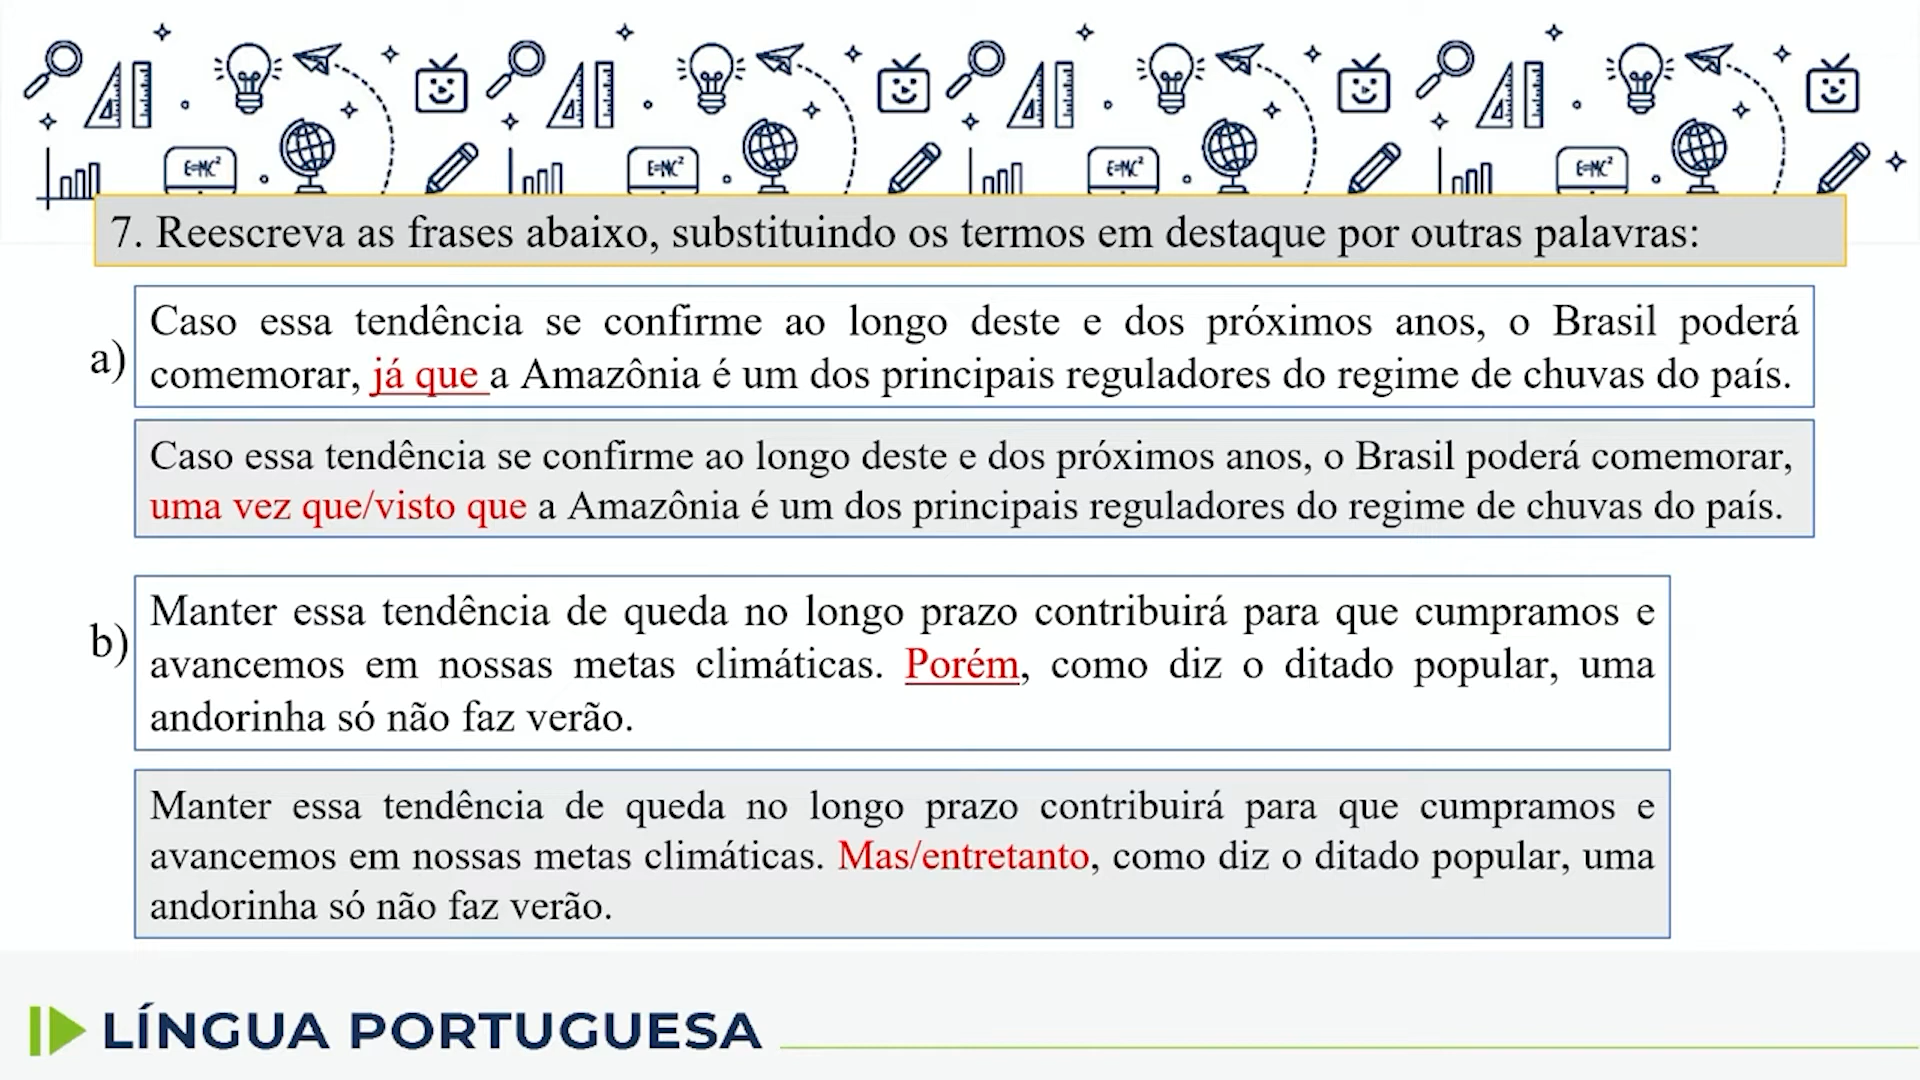 E=MC²
E=MC²
E=MC²
E=MC²
7. Reescreva as frases abaixo, substituindo os termos em destaque por outras palavras:
a)
Caso essa tendência se confirme ao longo deste e dos próximos anos, o Brasil poderá
comemorar, já que a Amazônia é um dos principais reguladores do regime de chuvas do país.
Caso essa tendência se confirme ao longo deste e dos próximos anos, o Brasil poderá comemorar,
uma vez que/visto que a Amazônia é um dos principais reguladores do regime de chuvas do país.
b)
Manter essa tendência de queda no longo prazo contribuirá para que cumpramos e
avancemos em nossas metas climáticas. Porém, como diz o ditado popular, uma
andorinha só não faz verão.
Manter essa tendência de queda no longo prazo contribuirá para que cumpramos e
avancemos em nossas metas climáticas. Mas/entretanto, como diz o ditado popular, uma
andorinha só não faz verão.
LÍNGUA PORTUGUESA